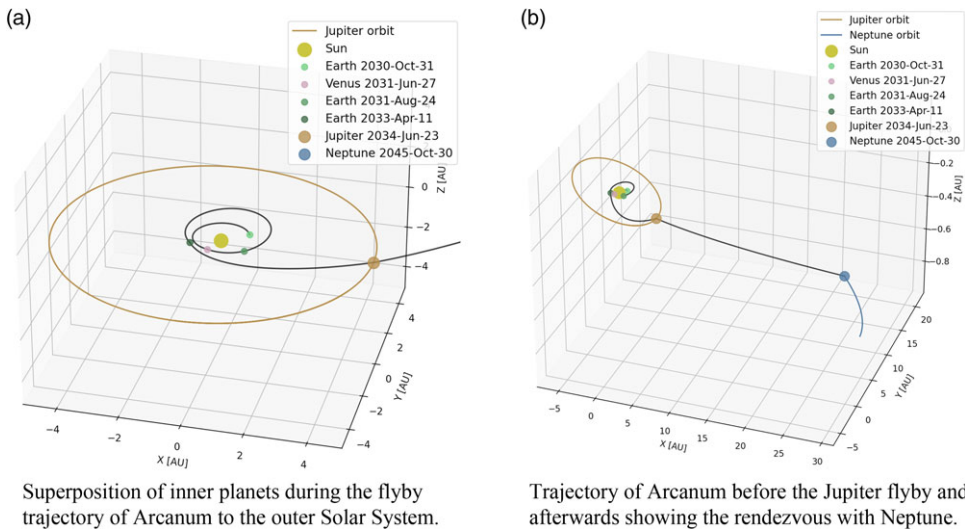 (a)
Jupiter orbit
Sun
Earth 2030-Oct-31
Venus 2031-Jun-27
Earth 2031-Aug-24
Earth 2033-Apr-11
Jupiter 2034-Jun-23
Neptune 2045-Oct-30
0
−2
−4
Z [AU]
4
2
0
−2
−4
Y [AU]
−4
−2
0
2
4
X [AU]
Superposition of inner planets during the flyby
trajectory of Arcanum to the outer Solar System.
(b)
Jupiter orbit
Neptune orbit
Sun
Earth 2030-Oct-31
Venus 2031-Jun-27
Earth 2031-Aug-24
Earth 2033-Apr-11
Jupiter 2034-Jun-23
Neptune 2045-Oct-30
−0.2
−0.4
−0.6
−0.8
Z [AU]
20
15
10
5
0
−5
Y [AU]
−5
0
5
10
15
20
25
30
X [AU]
Trajectory of Arcanum before the Jupiter flyby and
afterwards showing the rendezvous with Neptune.